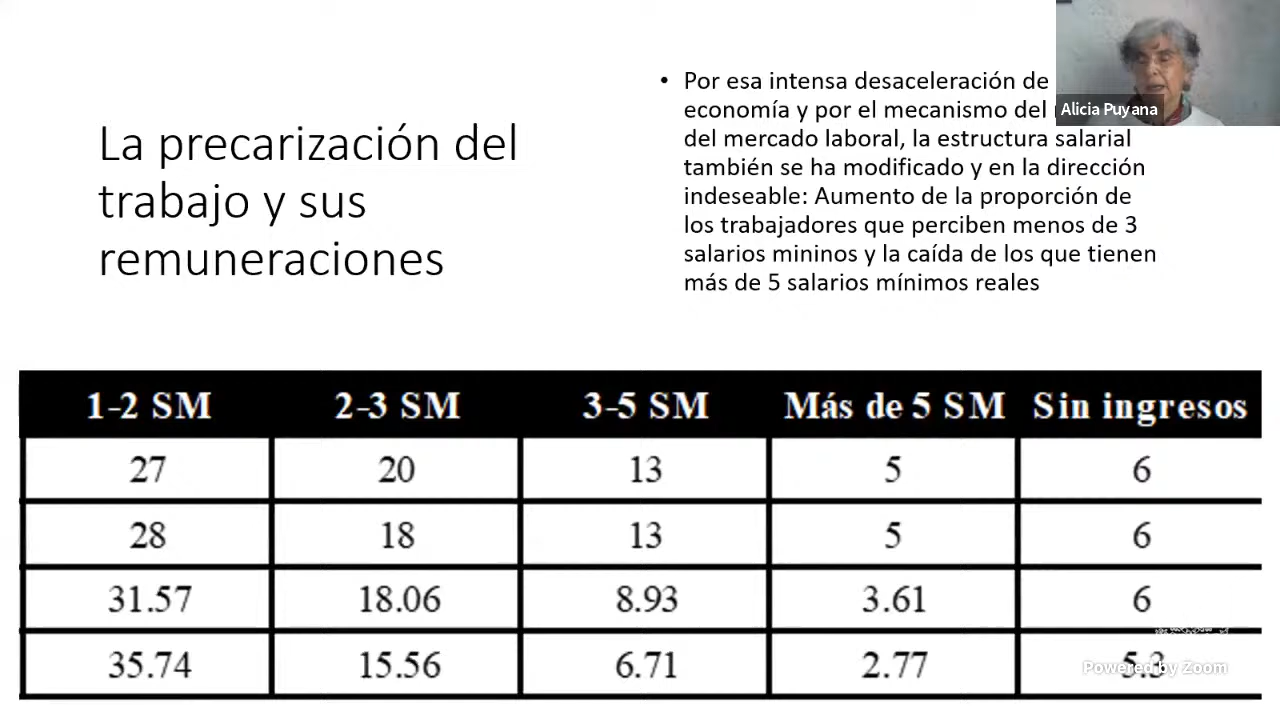 La precarización del
trabajo y sus
remuneraciones
• Por esa intensa desaceleración de
economía y por el mecanismo del
del mercado laboral, la estructura salarial
también se ha modificado y en la dirección
indeseable: Aumento de la proporción de
los trabajadores que perciben menos de 3
salarios mininos y la caída de los que tienen
más de 5 salarios mínimos reales
Alicia Puyana
1-2 SM 2-3 SM 3-5 SM Más de 5 SM Sin ingresos
27 20 13 5 6
28 18 13 5 6
31.57 18.06 8.93 3.61 6
35.74 15.56 6.71 2.77 5.3
Powered by Zoom